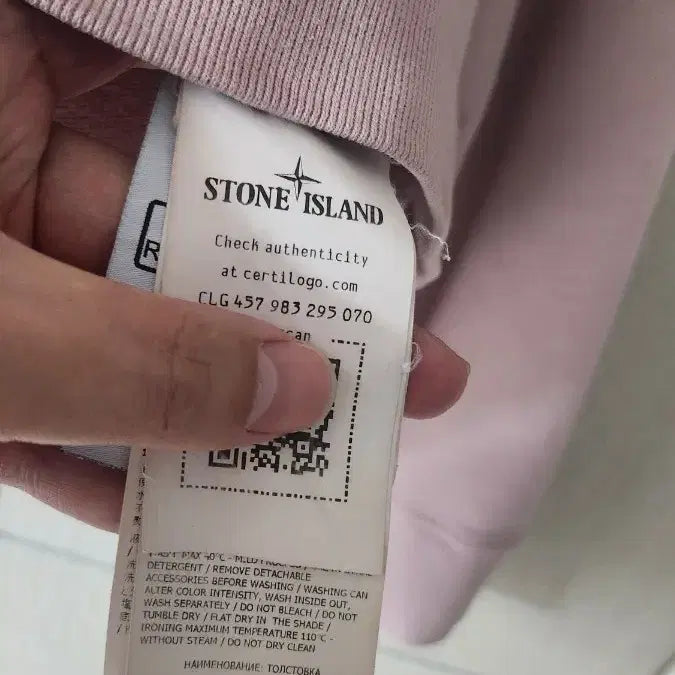 STONE ISLAND
Check authenticity
at certilogo.com
CLG 457 983 295 070
R
DETERGENT / REMOVE DETACHABLE
ACCESSORIES BEFORE WASHING / WASHING CAN
ALTER COLOR INTENSITY, WASH INSIDE OUT,
WASH SEPARATELY / DO NOT BLEACH / DO NOT
TUMBLE DRY / FLAT DRY IN THE SHADE /
IRONING MAXIMUM TEMPERATURE 110°C -
WITHOUT STEAM / DO NOT DRY CLEAN
НАИМЕНОВАНИЕ: ТОЛСТОВКА